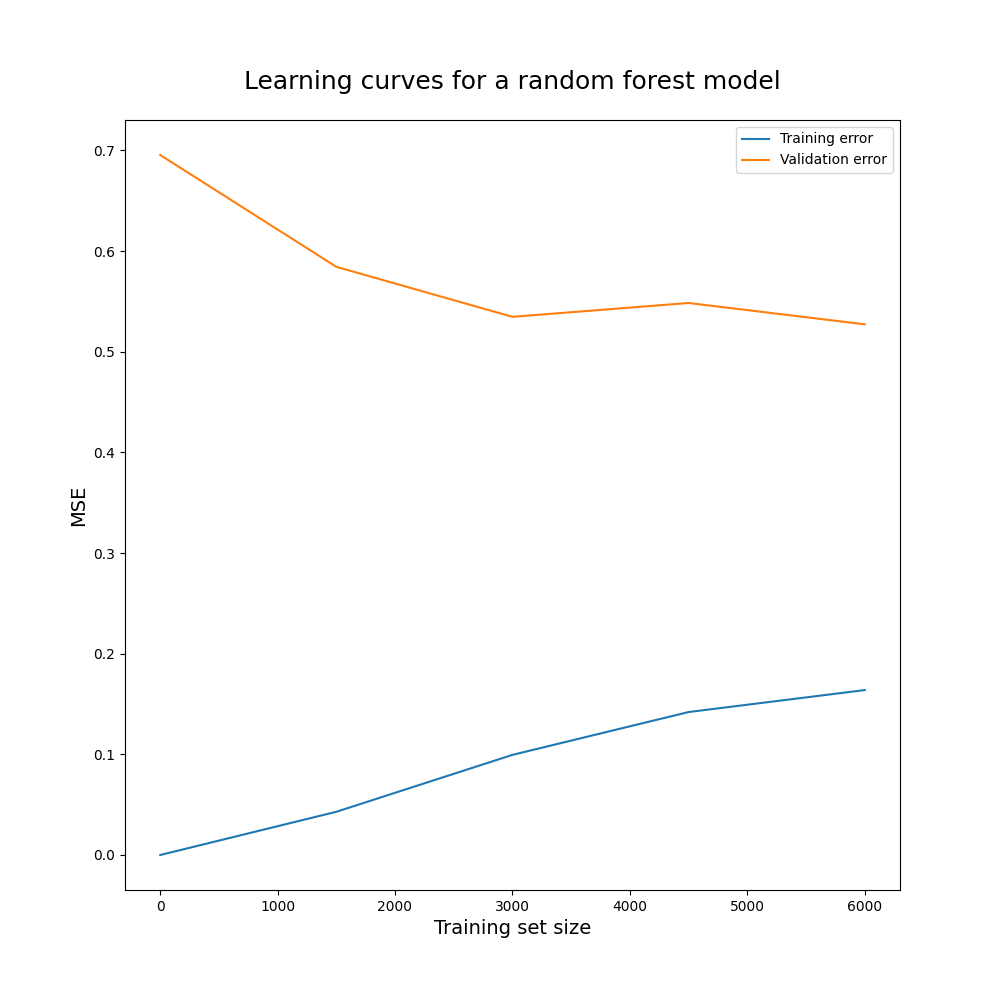 Learning curves for a random forest model
Training error
Validation error
0.7
0.6
0.5
0.4
0.3
0.2
0.1
0.0
MSE
0 1000 2000 3000 4000 5000 6000
Training set size